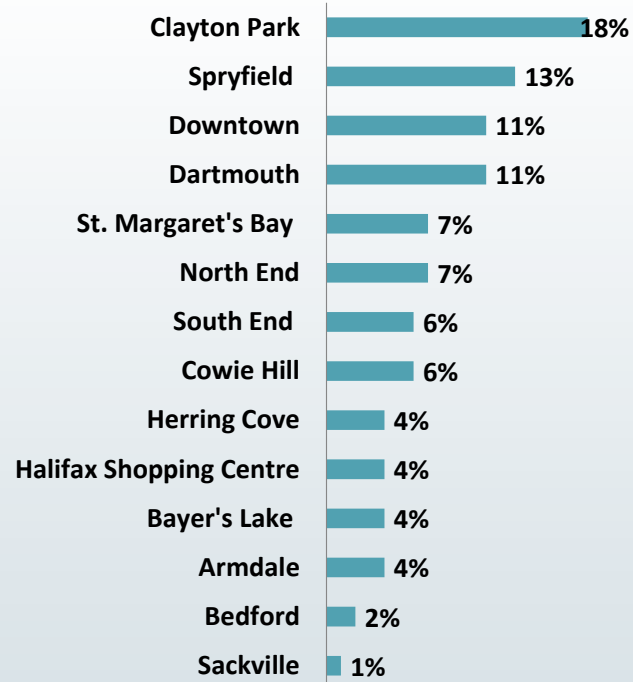 Clayton Park 18%
Spryfield 13%
Downtown 11%
Dartmouth 11%
St. Margaret's Bay 7%
North End 7%
South End 6%
Cowie Hill 6%
Herring Cove 4%
Halifax Shopping Centre 4%
Bayer's Lake 4%
Armdale 4%
Bedford 2%
Sackville 1%